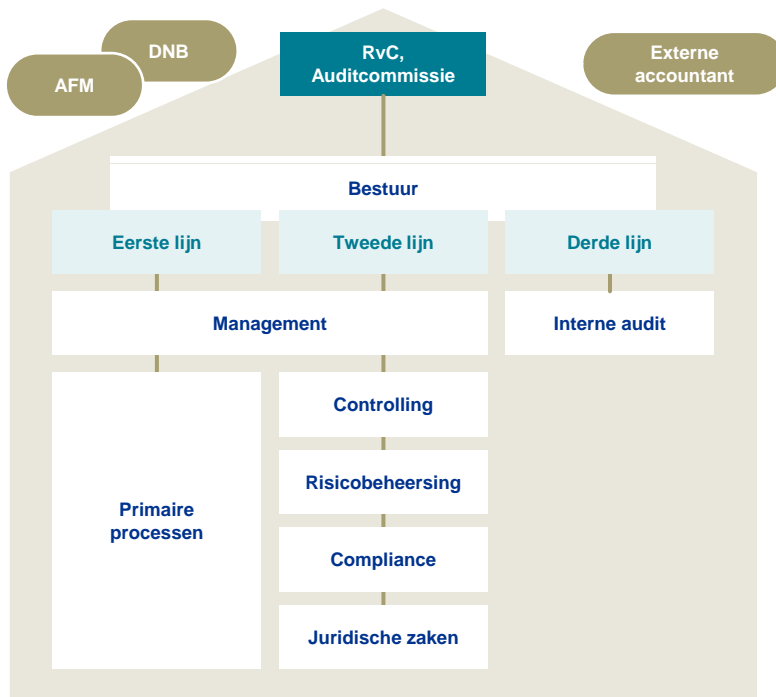 DNB
AFM
RvC,
Auditcommissie
Externe
accountant
Bestuur
Eerste lijn
Tweede lijn
Derde lijn
Management
Interne audit
Primaire
processen
Controlling
Risicobeheersing
Compliance
Juridische zaken